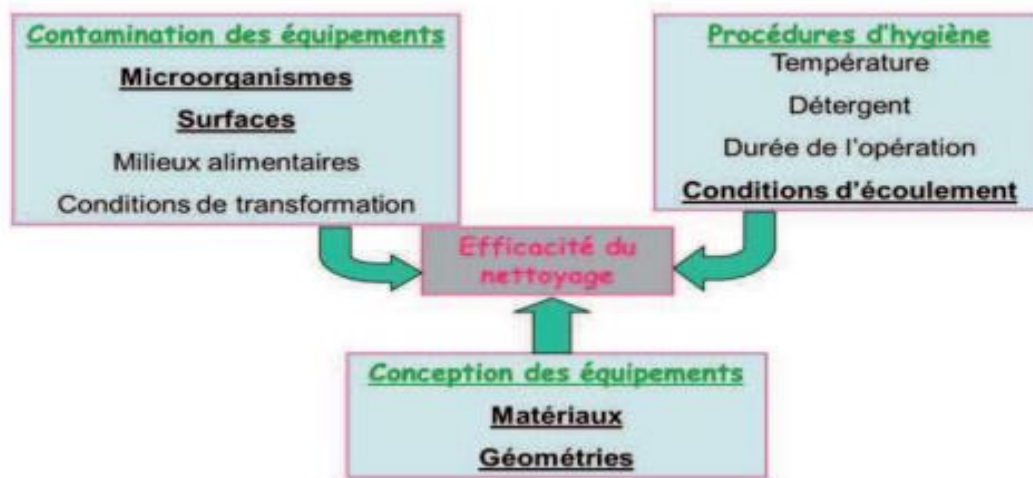 Contamination des équipements
Microorganismes
Surfaces
Milieux alimentaires
Conditions de transformation
Procédures d'hygiène
Température
Détergent
Durée de l'opération
Conditions d'écoulement
Efficacité du
nettoyage
Conception des équipements
Matériaux
Géométries